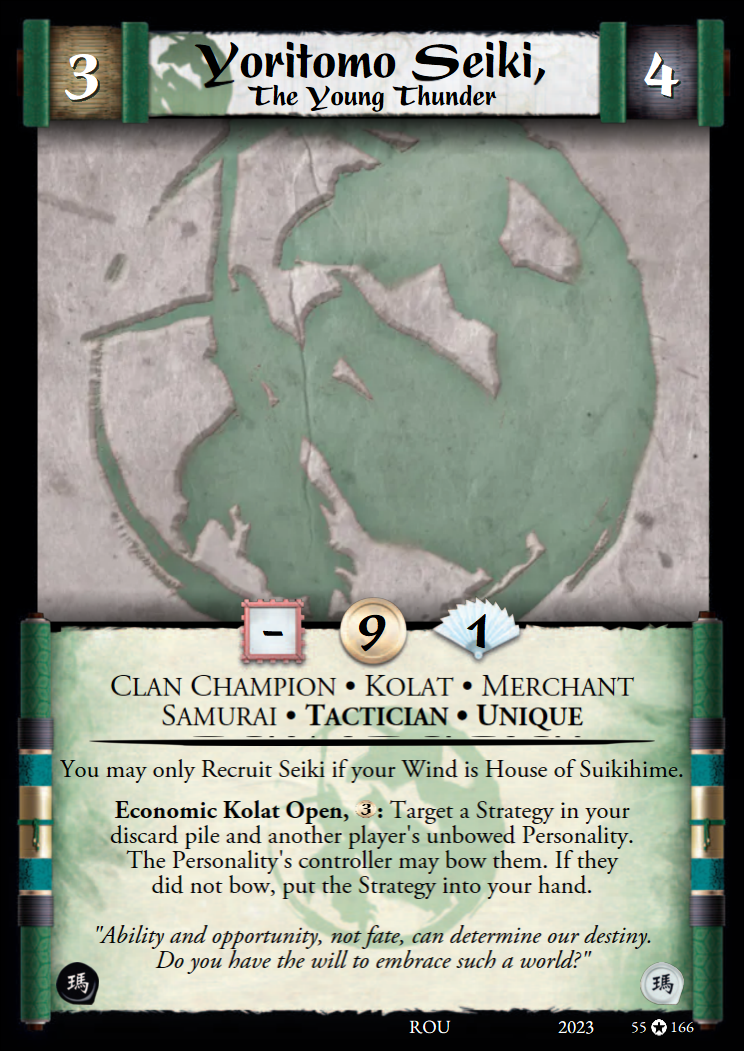 3
Yoritomo Seiki,
The Young Thunder
4
-
9
1
Clan Champion • Kolat • Merchant
Samurai • Tactician • Unique
You may only Recruit Seiki if your Wind is House of Suikihime.
Economic Kolat Open, 3: Target a Strategy in your
discard pile and another player's unbowed Personality.
The Personality's controller may bow them. If they
did not bow, put the Strategy into your hand.
"Ability and opportunity, not fate, can determine our destiny.
Do you have the will to embrace such a world?"
瑪
瑪
ROU 2023 55 ✪ 166